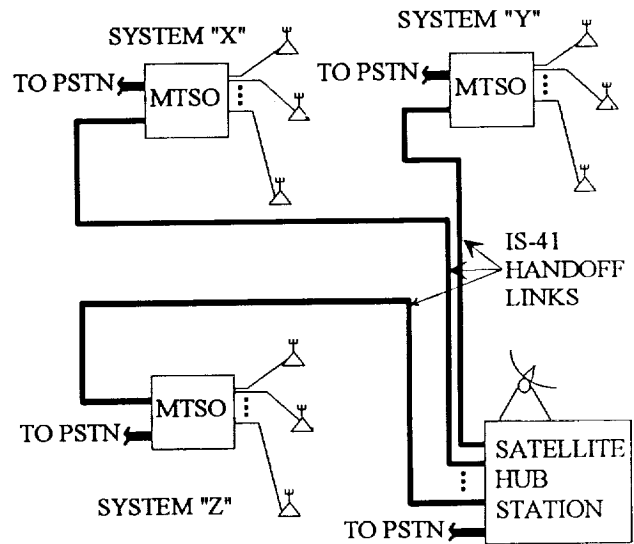 SYSTEM "X"
TO PSTN
MTSO
SYSTEM "Y"
TO PSTN
MTSO
IS-41
HANDOFF
LINKS
MTSO
TO PSTN
SYSTEM "Z"
SATELLITE
HUB
STATION
TO PSTN